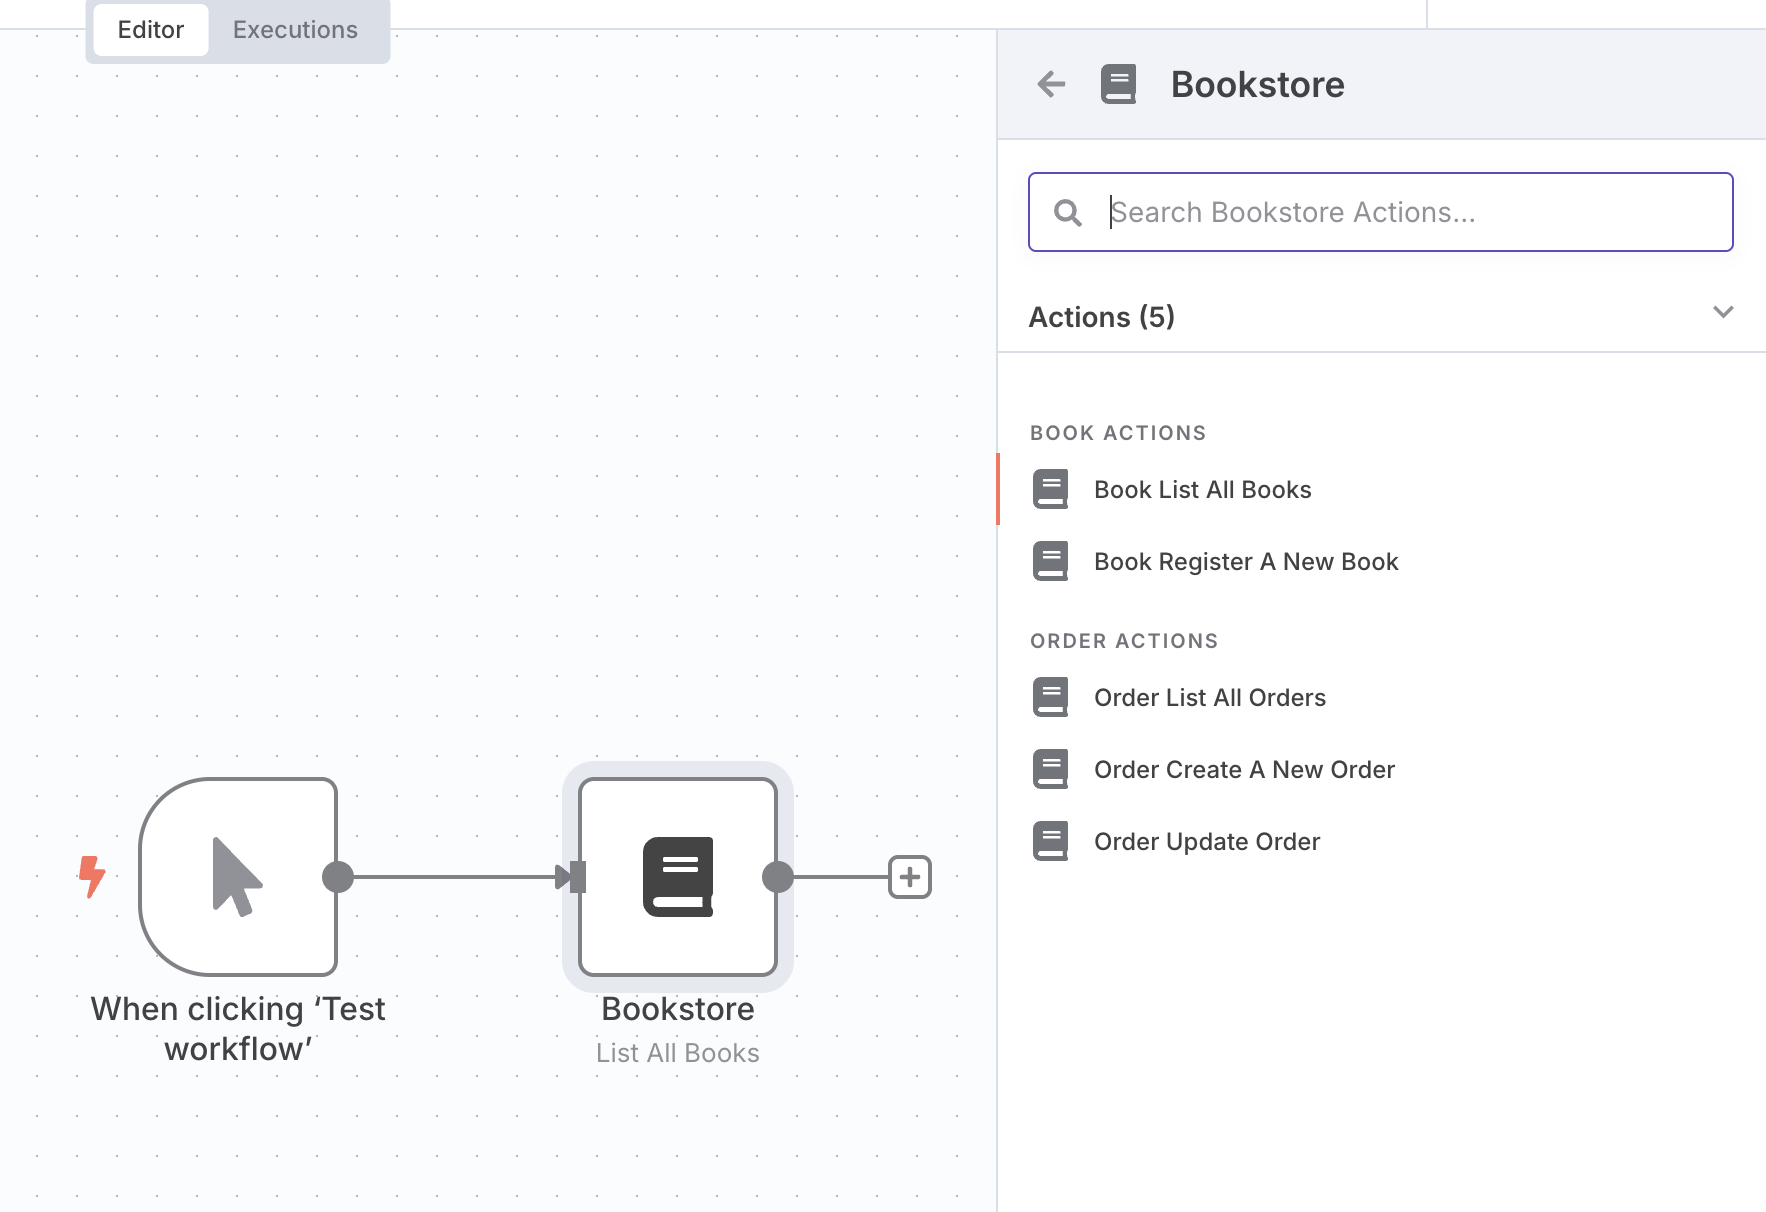 Editor
Executions
Bookstore
Search Bookstore Actions...
Actions (5)
BOOK ACTIONS
Book List All Books
Book Register A New Book
ORDER ACTIONS
Order List All Orders
Order Create A New Order
Order Update Order
When clicking ‘Test
workflow’
Bookstore
List All Books